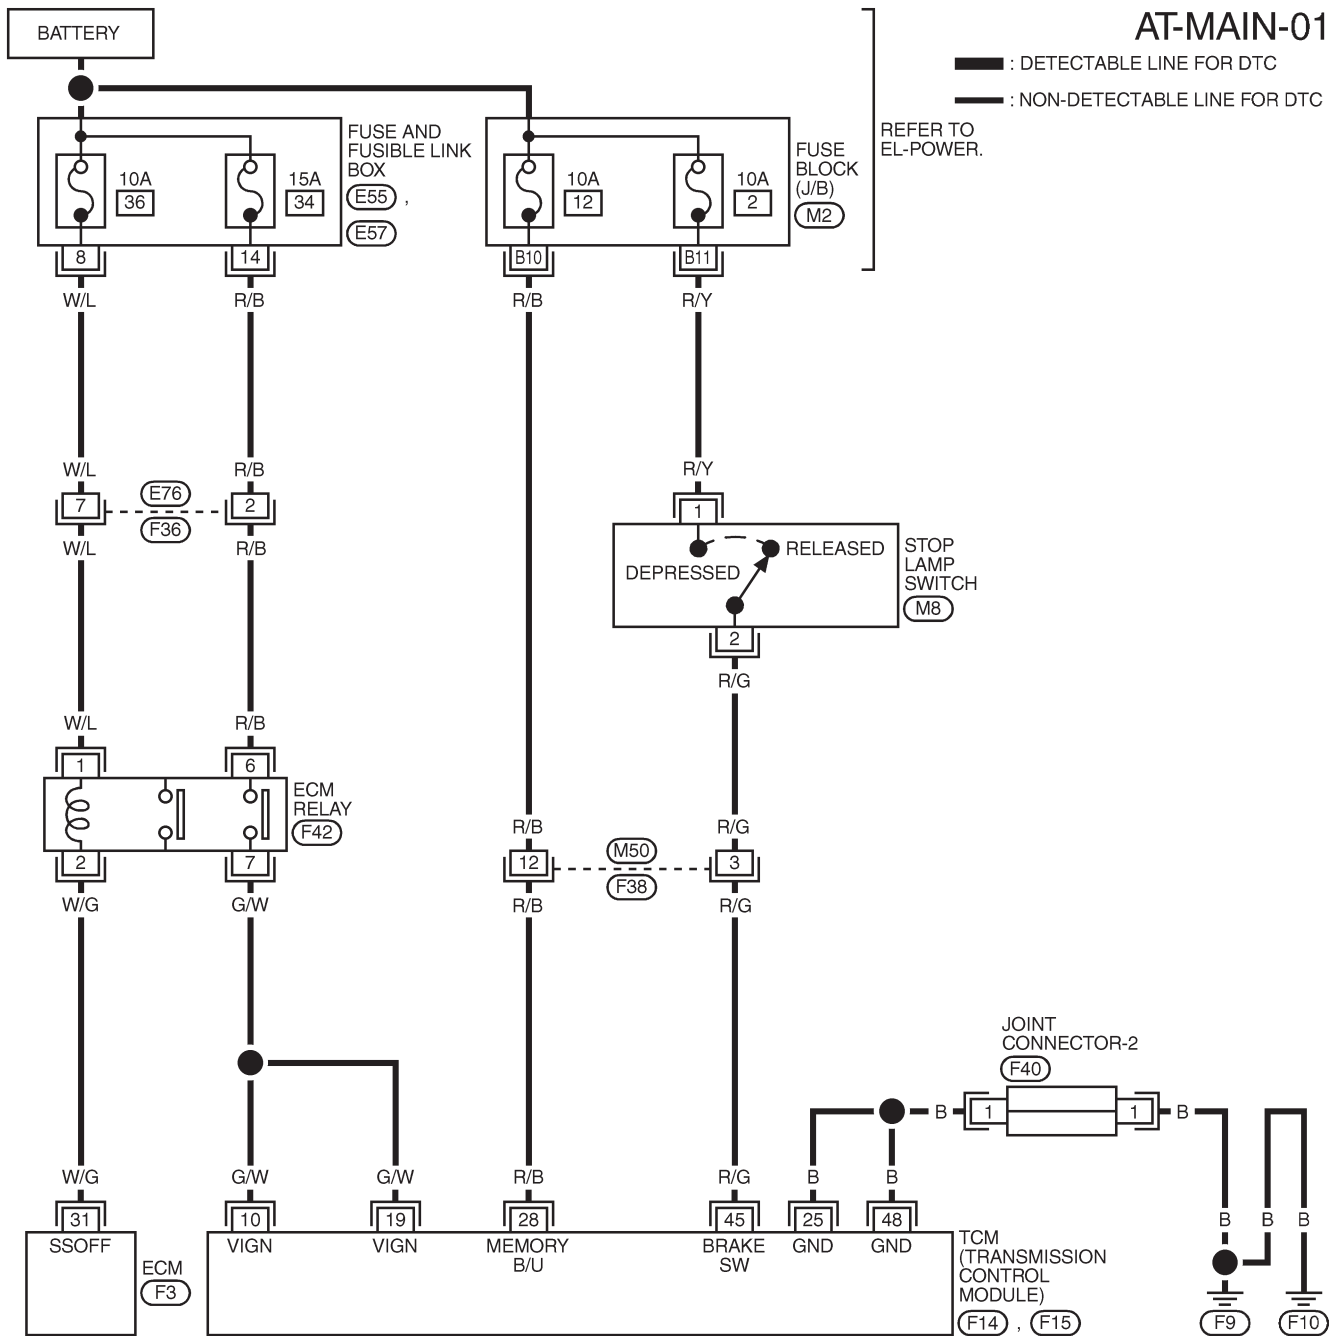 AT-MAIN-01
BATTERY
: DETECTABLE LINE FOR DTC
: NON-DETECTABLE LINE FOR DTC
REFER TO
EL-POWER.
10A
36
15A
34
FUSE AND
FUSIBLE LINK
BOX
E55 ,
E57
10A
12
10A
2
FUSE
BLOCK
(J/B)
M2
8
14
B10
B11
W/L
R/B
R/B
R/Y
W/L
R/B
R/Y
7
E76
F36
2
W/L
R/B
1
RELEASED
DEPRESSED
STOP
LAMP
SWITCH
M8
2
R/G
W/L
R/B
1
6
ECM
RELAY
F42
2
7
W/G
G/W
R/B
R/G
12
M50
F38
3
R/B
R/G
JOINT
CONNECTOR-2
F40
B
1
1
B
W/G
G/W
G/W
R/B
R/G
B
B
31
10
19
28
45
25
48
B
B
B
SSOFF
ECM
F3
VIGN
VIGN
MEMORY
B/U
BRAKE
SW
GND
GND
TCM
(TRANSMISSION
CONTROL
MODULE)
F14 , F15
F9
F10